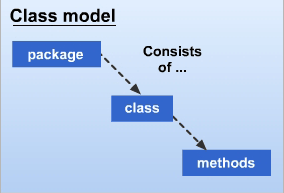 Class model
package
Consists
of ...
class
methods